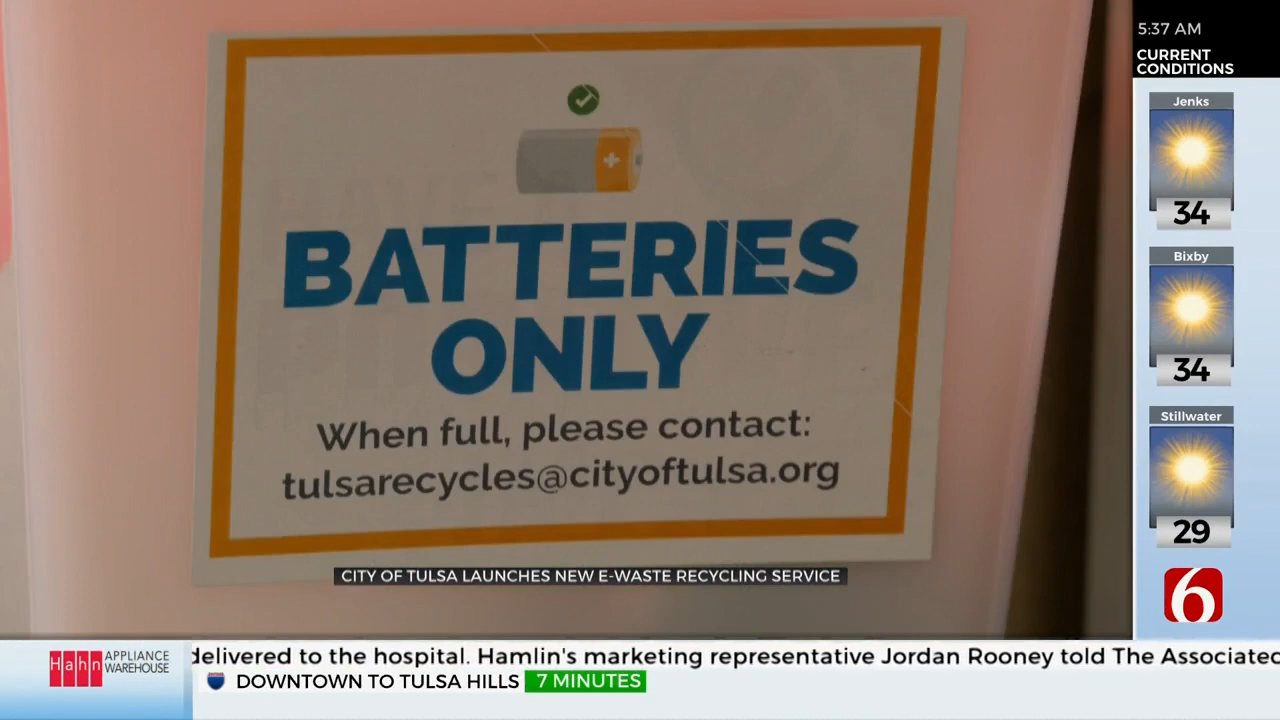 BATTERIES
ONLY
When full, please contact:
tulsarecycles@cityoftulsa.org
CITY OF TULSA LAUNCHES NEW E-WASTE RECYCLING SERVICE
5:37 AM
CURRENT
CONDITIONS
Jenks
34
Bixby
34
Stillwater
29
6
Hahn APPLIANCE
WAREHOUSE
delivered to the hospital. Hamlin's marketing representative Jordan Rooney told The Associated
DOWNTOWN TO TULSA HILLS 7 MINUTES